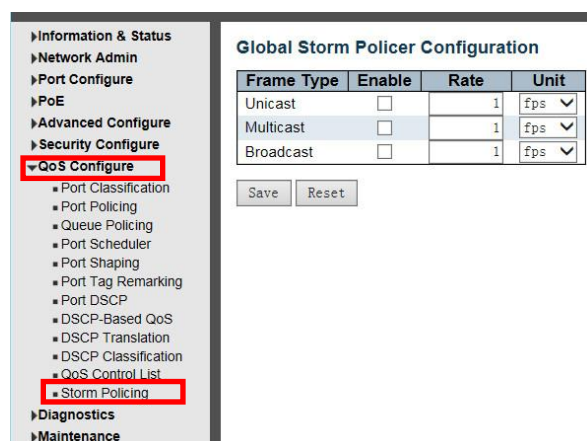 Information & Status
Network Admin
Port Configure
PoE
Advanced Configure
Security Configure
QoS Configure
Port Classification
Port Policing
Queue Policing
Port Scheduler
Port Shaping
Port Tag Remarking
Port DSCP
DSCP-Based QoS
DSCP Translation
DSCP Classification
QoS Control List
Storm Policing
Diagnostics
Maintenance
Global Storm Policer Configuration
Frame Type Enable Rate Unit
Unicast 1 fps
Multicast 1 fps
Broadcast 1 fps
Save Reset